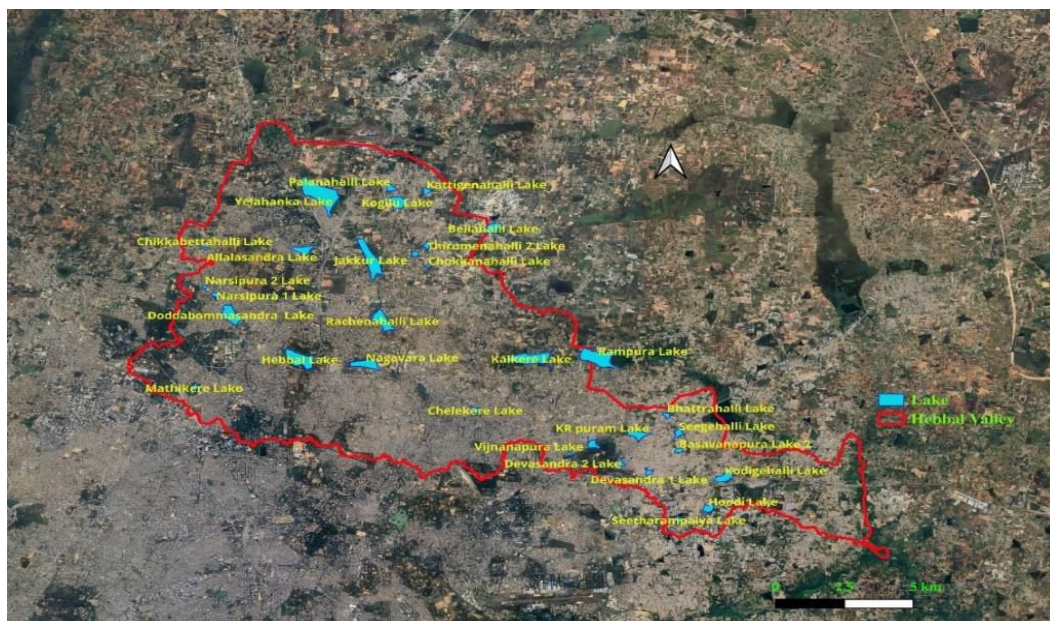 Palanahalli Lake
Kattigenahalli Lake
Yelahanka Lake
Kogilu Lake
Bellahalli Lake
Chikkabettahalli Lake
Thirumenahalli 2 Lake
Allalasandra Lake
Jakkur Lake
Chokkanahalli Lake
Narsipura 2 Lake
Narsipura 1 Lake
Doddabommasandra Lake
Rachenahalli Lake
Hebbal Lake
Nagavara Lake
Kalkere Lake
Rampura Lake
Mathikere Lake
Lake
Chelekere Lake
Bhattrahalli Lake
Hebbal Valley
KR puram Lake
Seegehalli Lake
Vijnanapura Lake
Basavanapura Lake 2
Devasandra 2 Lake
Devasandra 1 Lake
Kodigehalli Lake
Hoodi Lake
Seetharampalya Lake
0 2.5 5 km